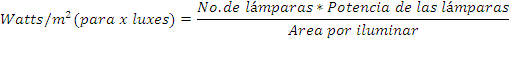 Watts/m² (para x luxes) = No. de lámparas * Potencia de las lámparas / Area por iluminar